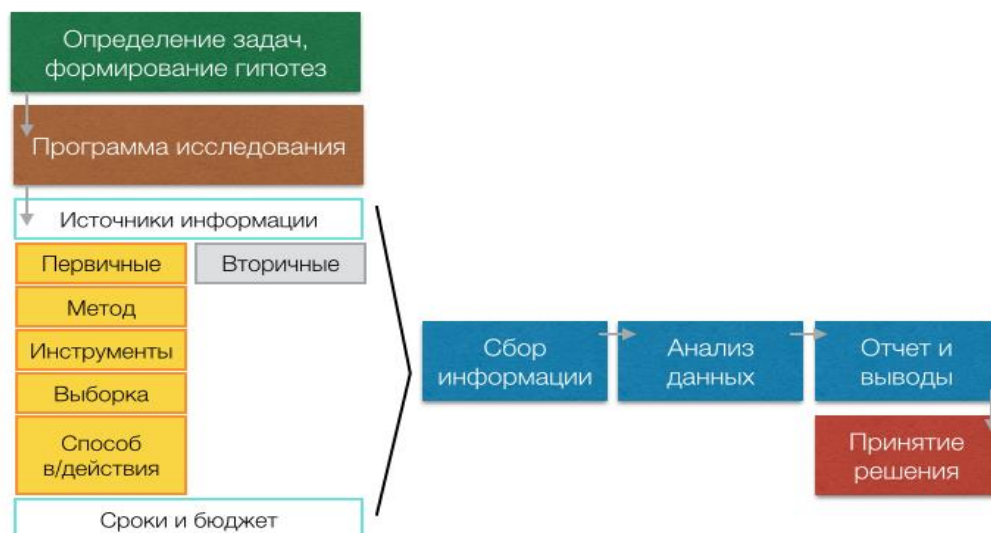 Определение задач,
формирование гипотез
Программа исследования
Источники информации
Первичные
Вторичные
Метод
Инструменты
Выборка
Способ
в/действия
Сроки и бюджет
Сбор
информации
Анализ
данных
Отчет и
выводы
Принятие
решения